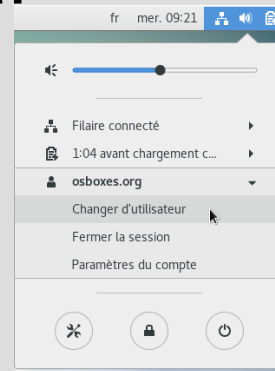 fr mer. 09:21
Filaire connecté
1:04 avant chargement c...
osboxes.org
Changer d'utilisateur
Fermer la session
Paramètres du compte